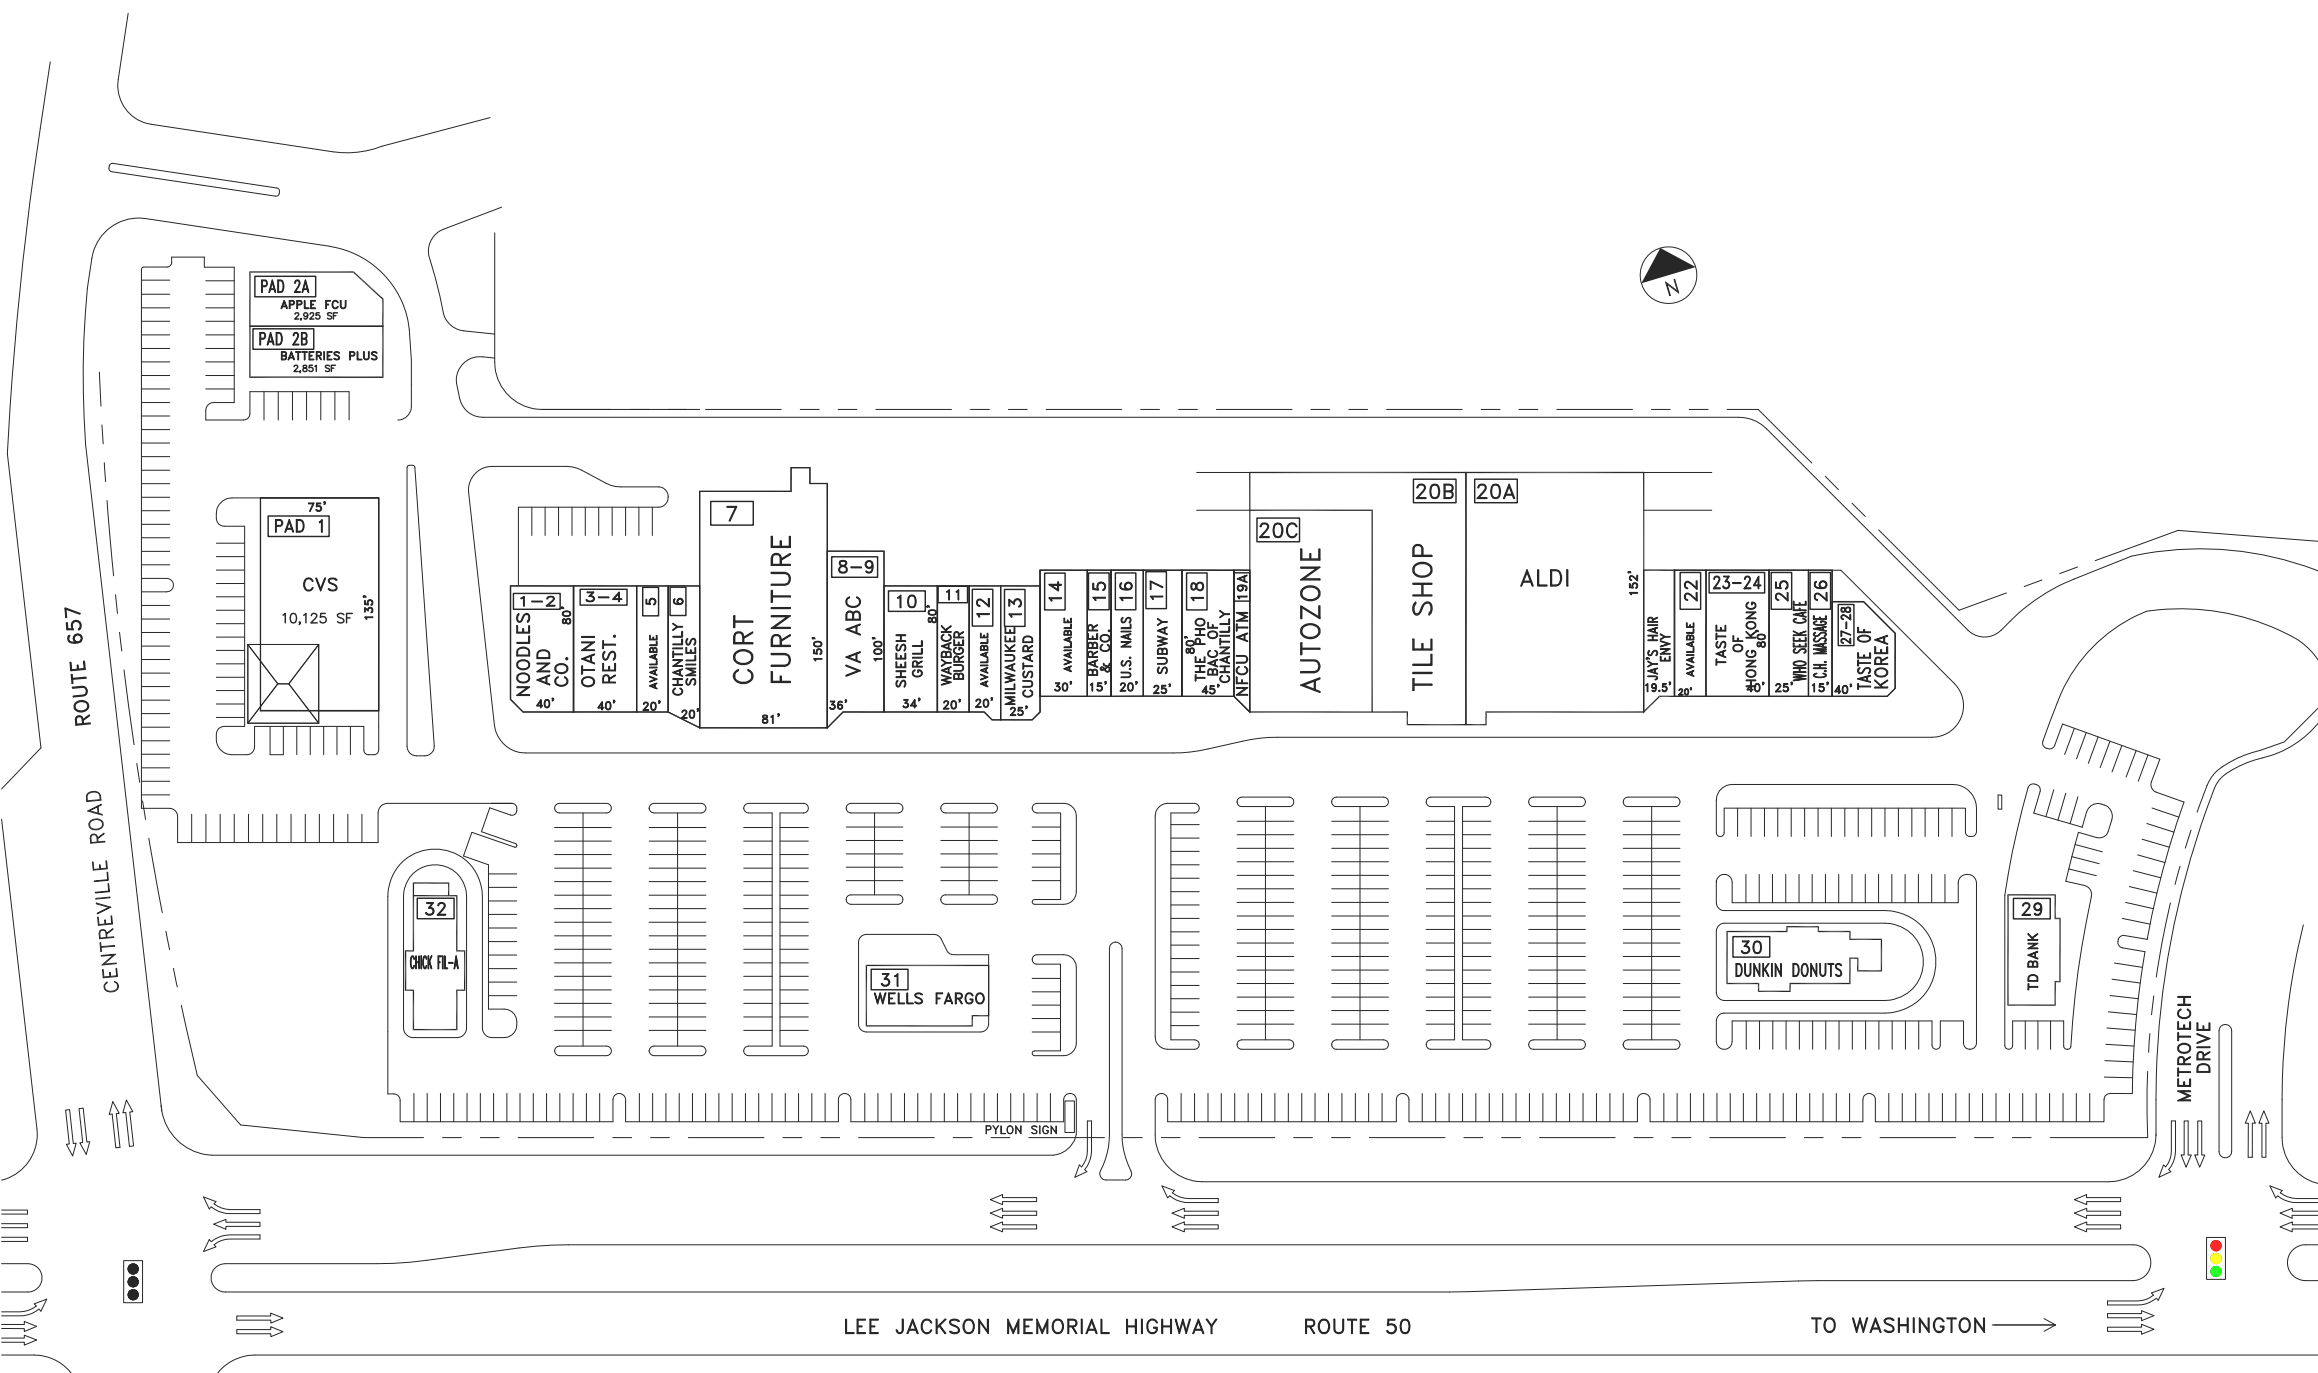 PAD 2A
APPLE FCU
2,925 SF
PAD 2B
BATTERIES PLUS
2,851 SF
N
75'
PAD 1
CVS
10,125 SF
135'
ROUTE 657
CENTREVILLE ROAD
1-2
80'
NOODLES
AND
CO.
40'
3-4
OTANI
REST.
40'
5
AVAILABLE
20'
6
CHANTILLY
SMILES
20'
7
CORT
FURNITURE
150'
81'
8-9
VA ABC
100'
36'
10
80'
SHEESH
GRILL
34'
11
WAYBACK
BURGER
20'
12
AVAILABLE
20'
13
MILWAUKEE
CUSTARD
25'
14
AVAILABLE
30'
15
BARBER
& CO.
15'
16
U.S. NAILS
20'
17
SUBWAY
25'
18
80'
THE PHO
BAC OF
CHANTILLY
45'
19A
NFCU ATM
20C
AUTOZONE
20B
TILE SHOP
20A
ALDI
152'
JAY'S HAIR
ENVY
19.5'
22
AVAILABLE
20'
23-24
TASTE
OF
HONG KONG
80'
40'
25
WHO SEEK CAFE
25'
26
C.H. MASSAGE
15'
27-28
TASTE OF
KOREA
40'
32
CHICK FIL-A
31
WELLS FARGO
30
DUNKIN DONUTS
29
TD BANK
METROTECH
DRIVE
PYLON SIGN
LEE JACKSON MEMORIAL HIGHWAY ROUTE 50
TO WASHINGTON